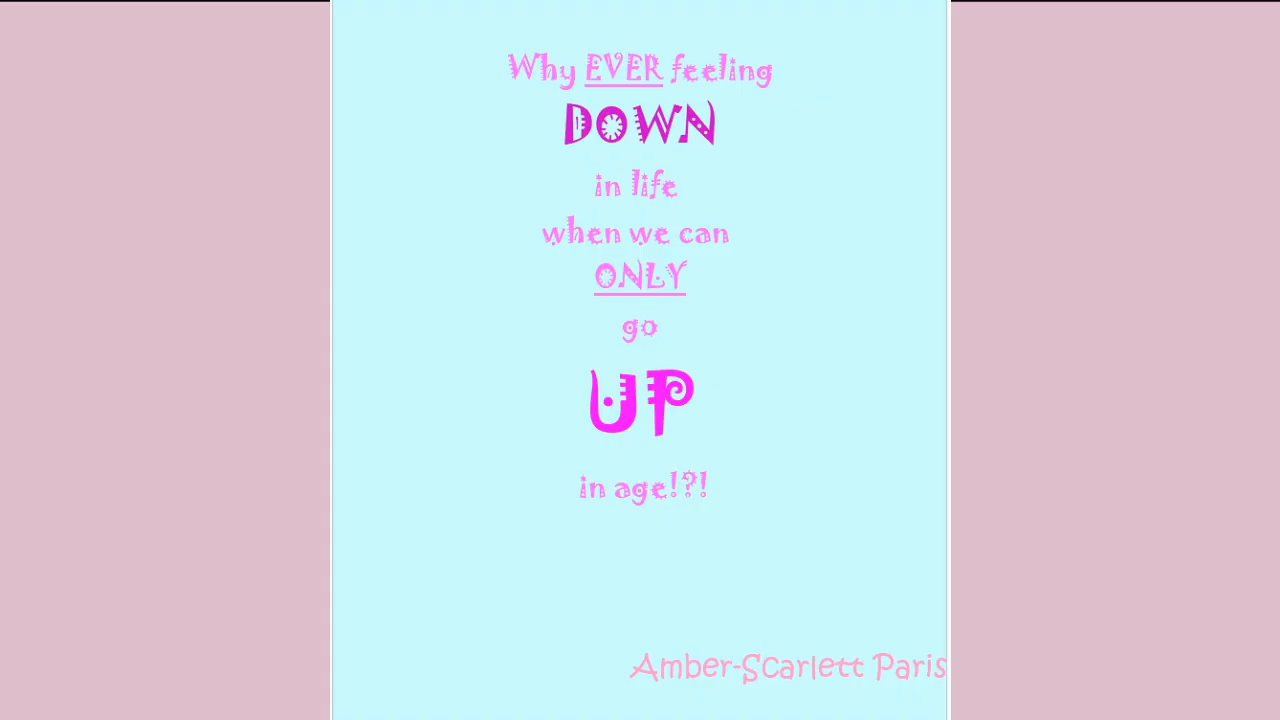 Why EVER feeling
DOWN
in life
when we can
ONLY
go
UP
in age!?!
Amber-Scarlett Paris